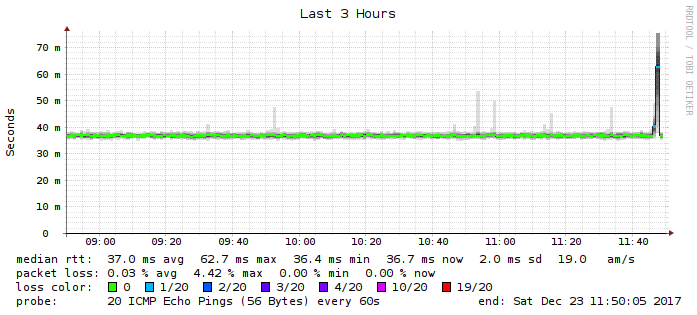 Last 3 Hours
RRDTOOL / TOBI OETIKER
Seconds
70 m
60 m
50 m
40 m
30 m
20 m
10 m
0
09:00 09:20 09:40 10:00 10:20 10:40 11:00 11:20 11:40
median rtt: 37.0 ms avg 62.7 ms max 36.4 ms min 36.7 ms now 2.0 ms sd 19.0 am/s
packet loss: 0.03 % avg 4.42 % max 0.00 % min 0.00 % now
loss color: 0 1/20 2/20 3/20 4/20 10/20 19/20
probe: 20 ICMP Echo Pings (56 Bytes) every 60s end: Sat Dec 23 11:50:05 2017